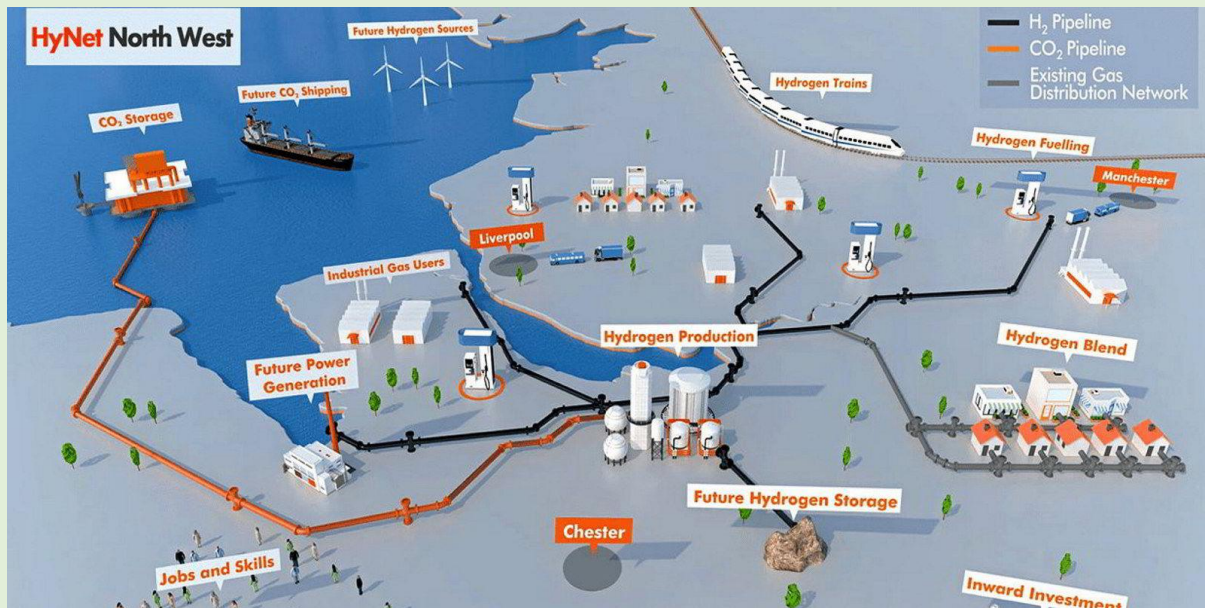 HyNet North West
Future Hydrogen Sources
H₂ Pipeline
CO₂ Pipeline
Existing Gas
Distribution Network
Future CO₂ Shipping
Hydrogen Trains
CO₂ Storage
Hydrogen Fuelling
Manchester
Liverpool
Industrial Gas Users
Hydrogen Production
Hydrogen Blend
Future Power
Generation
Future Hydrogen Storage
Chester
Jobs and Skills
Inward Investment